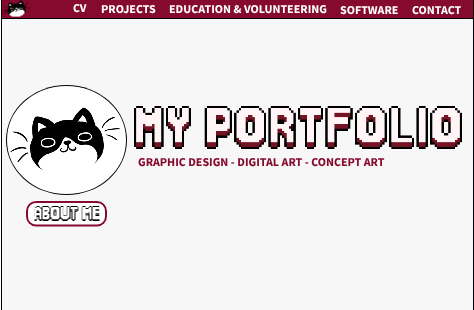 CV PROJECTS EDUCATION & VOLUNTEERING SOFTWARE CONTACT
MY PORTFOLIO
GRAPHIC DESIGN - DIGITAL ART - CONCEPT ART
ABOUT ME